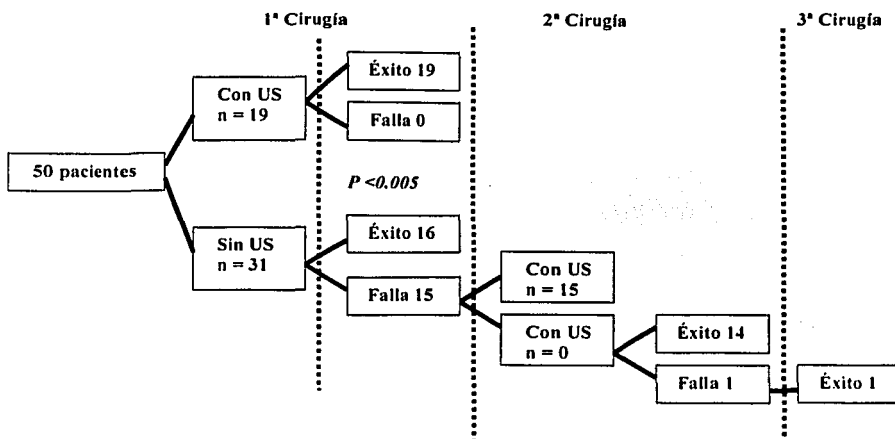 1ª Cirugía
2ª Cirugía
3ª Cirugía
Éxito 19
Con US
n = 19
Falla 0
50 pacientes
P <0.005
Sin US
n = 31
Éxito 16
Falla 15
Con US
n = 15
Con US
n = 0
Éxito 14
Falla 1
Éxito 1